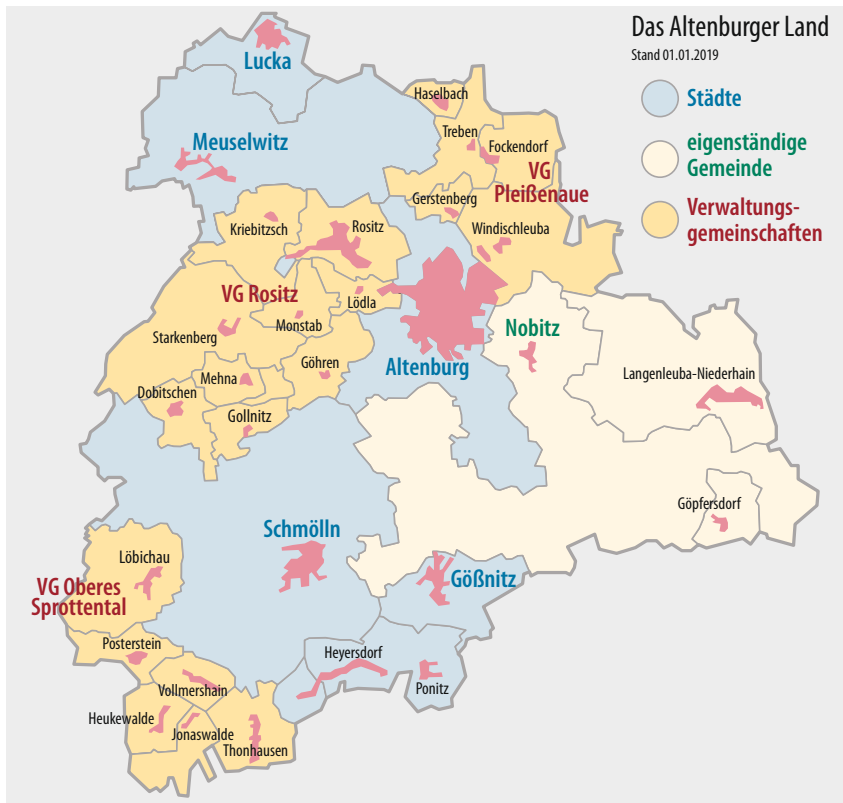 Das Altenburger Land
Stand 01.01.2019
Städte
eigenständige
Gemeinde
Verwaltungs-
gemeinschaften
Lucka
Meuselwitz
Haselbach
Treben
Fockendorf
VG
Pleißenaue
Gerstenberg
Windischleuba
Kriebitzsch
Rositz
VG Rositz
Lödla
Monstab
Starkenberg
Nobitz
Göhren
Altenburg
Mehna
Langenleuba-Niederhain
Dobitschen
Gollnitz
Göpfersdorf
Schmölln
Löbichau
Gößnitz
VG Oberes
Sprottental
Posterstein
Heyersdorf
Vollmershain
Ponitz
Heukewalde
Jonaswalde
Thonhausen